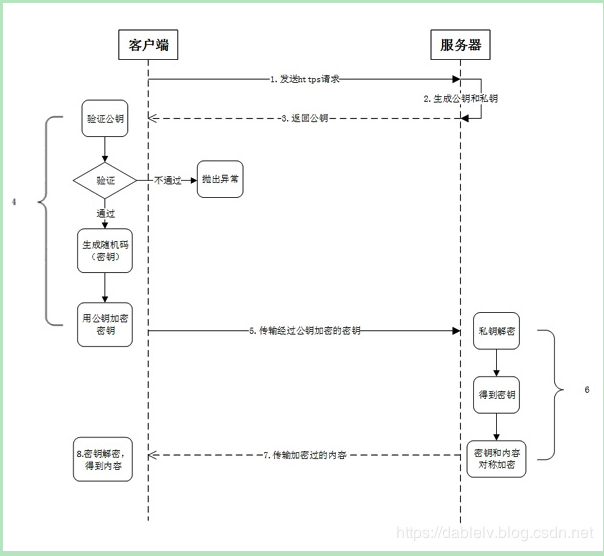 客户端
服务器
1.发送https请求
2.生成公钥和私钥
3.返回公钥
验证公钥
验证
不通过
抛出异常
4
通过
生成随机码
（密钥）
用公钥加密
密钥
5.传输经过公钥加密的密钥
私钥解密
得到密钥
6
8.密钥解密，
得到内容
7.传输加密过的内容
密钥和内容
对称加密
https://dablelv.blog.csdn.net